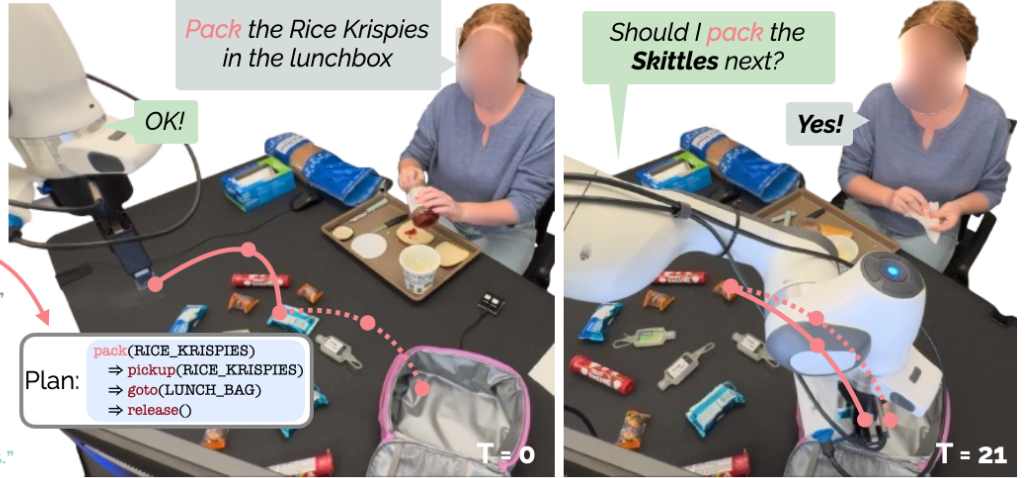 Pack the Rice Krispies
in the lunchbox
OK!
Plan:
pack(RICE_KRISPIES)
⇒ pickup(RICE_KRISPIES)
⇒ goto(LUNCH_BAG)
⇒ release()
T = 0
Should I pack the
Skittles next?
Yes!
T = 21
”
.”